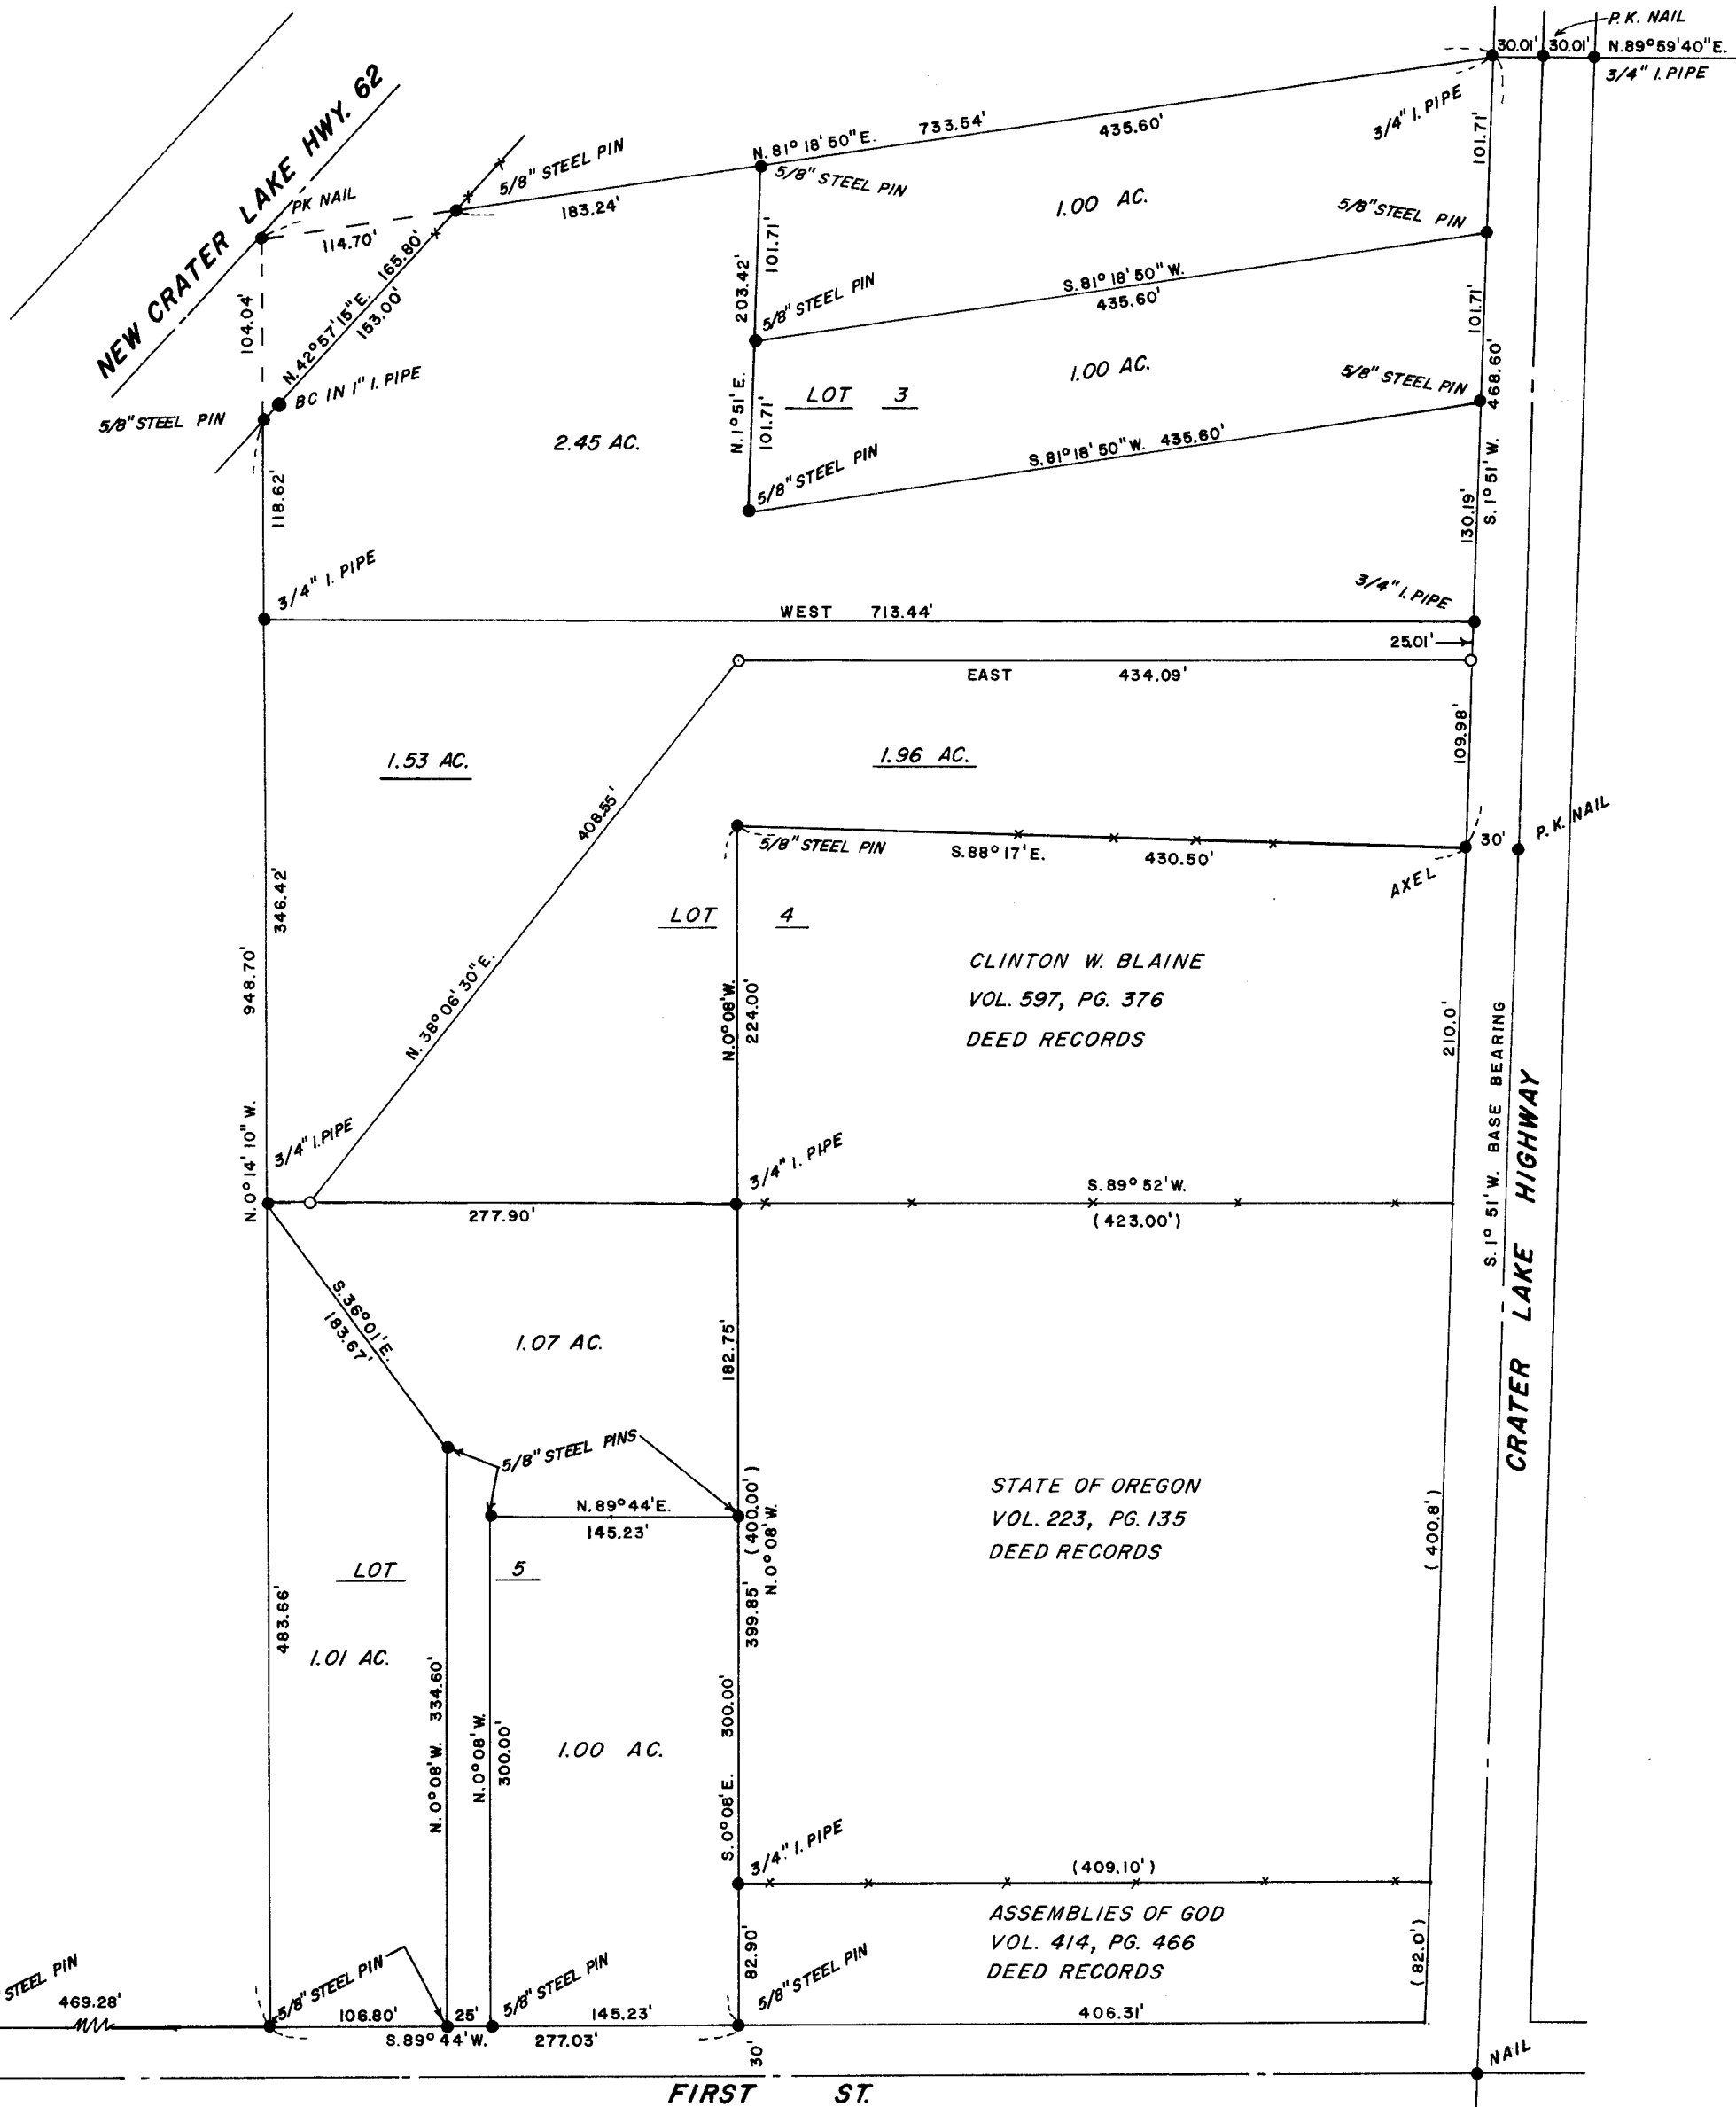 P. K. NAIL
30.01' 30.01' N.89°59'40"E.
3/4" I. PIPE
3/4" I. PIPE
NEW CRATER LAKE HWY. 62
PK NAIL
5/8" STEEL PIN
N. 81° 18' 50" E. 733.54' 435.60'
183.24'
114.70'
5/8" STEEL PIN
101.71'
1.00 AC.
5/8" STEEL PIN
104.04'
N. 42° 57' 15" E. 165.80'
153.00'
BC IN 1" I. PIPE
5/8" STEEL PIN
203.42'
101.71'
5/8" STEEL PIN
S. 81° 18' 50" W.
435.60'
101.71'
1.00 AC.
5/8" STEEL PIN
468.60'
LOT 3
N. 1° 51' E.
101.71'
2.45 AC.
5/8" STEEL PIN
S. 81° 18' 50" W. 435.60'
118.62'
130.19'
S. 1° 51' W.
3/4" I. PIPE
3/4" I. PIPE
WEST 713.44'
25.01'
EAST 434.09'
1.53 AC.
1.96 AC.
109.98'
408.55'
N. 38° 06' 30" E.
5/8" STEEL PIN
S. 88° 17' E. 430.50'
30'
P. K. NAIL
AXEL
346.42'
948.70'
N. 0° 14' 10" W.
LOT 4
CLINTON W. BLAINE
VOL. 597, PG. 376
DEED RECORDS
N. 0° 08' W.
224.00'
210.0'
S. 1° 51' W. BASE BEARING
CRATER LAKE HIGHWAY
3/4" I. PIPE
3/4" I. PIPE
277.90'
S. 89° 52' W.
(423.00')
S. 36° 01' E.
183.67'
1.07 AC.
182.75'
5/8" STEEL PINS
N. 89° 44' E.
145.23'
(400.00')
N. 0° 08' W.
399.85'
STATE OF OREGON
VOL. 223, PG. 135
DEED RECORDS
(400.8')
LOT 5
483.66'
1.01 AC.
N. 0° 08' W. 334.60'
N. 0° 08' W.
300.00'
1.00 AC.
S. 0° 08' E. 300.00'
3/4" I. PIPE
(409.10')
ASSEMBLIES OF GOD
VOL. 414, PG. 466
DEED RECORDS
82.90'
(82.0')
STEEL PIN
469.28'
5/8" STEEL PIN
5/8" STEEL PIN
5/8" STEEL PIN
106.80' 25' 145.23' 406.31'
S. 89° 44' W. 277.03'
30'
NAIL
FIRST ST.